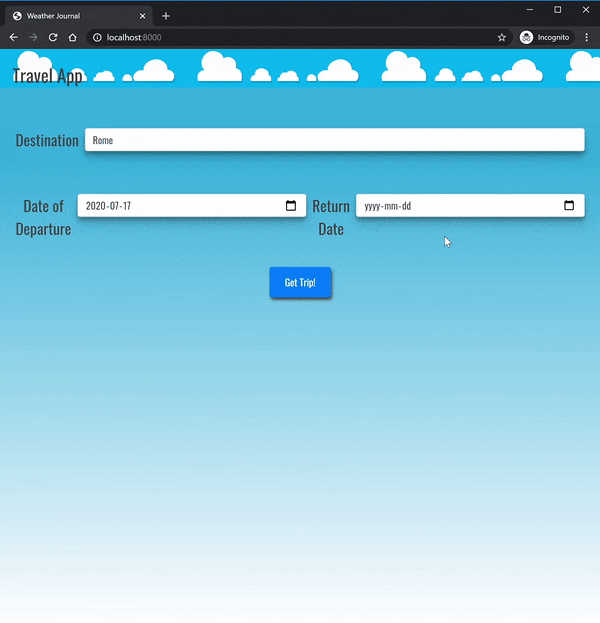 Weather Journal
localhost:8000
Incognito
Travel App
Destination
Rome
Date of
Departure
2020-07-17
Return
Date
yyyy-mm-dd
Get Trip!